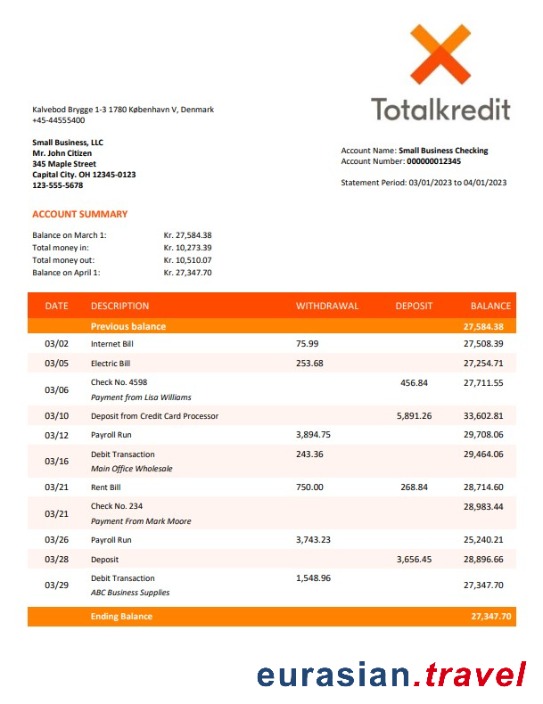 Totalkredit
Kalvebod Brygge 1-3 1780 København V, Denmark
+45-44555400
Small Business, LLC
Mr. John Citizen
345 Maple Street
Capital City. OH 12345-0123
123-555-5678
Account Name: Small Business Checking
Account Number: 000000012345
Statement Period: 03/01/2023 to 04/01/2023
ACCOUNT SUMMARY
Balance on March 1: Kr. 27,584.38
Total money in: Kr. 10,273.39
Total money out: Kr. 10,510.07
Balance on April 1: Kr. 27,347.70
DATE DESCRIPTION WITHDRAWAL DEPOSIT BALANCE
Previous balance 27,584.38
03/02 Internet Bill 75.99 27,508.39
03/05 Electric Bill 253.68 27,254.71
03/06 Check No. 4598 456.84 27,711.55
Payment from Lisa Williams
03/10 Deposit from Credit Card Processor 5,891.26 33,602.81
03/12 Payroll Run 3,894.75 29,708.06
03/16 Debit Transaction 243.36 29,464.06
Main Office Wholesale
03/21 Rent Bill 750.00 268.84 28,714.60
03/21 Check No. 234 28,983.44
Payment From Mark Moore
03/26 Payroll Run 3,743.23 25,240.21
03/28 Deposit 3,656.45 28,896.66
03/29 Debit Transaction 1,548.96 27,347.70
ABC Business Supplies
Ending Balance 27,347.70
eurasian.travel